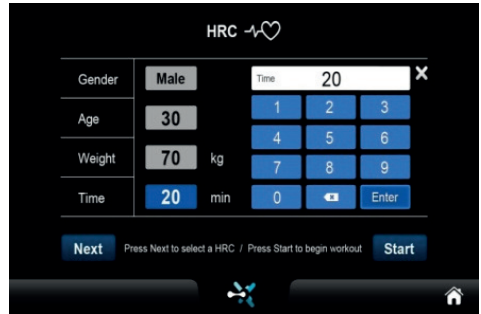 HRC
Gender Male
Time 20
Age 30
1 2 3
4 5 6
Weight 70 kg
7 8 9
Time 20 min
0 Enter
Next Press Next to select a HRC / Press Start to begin workout Start